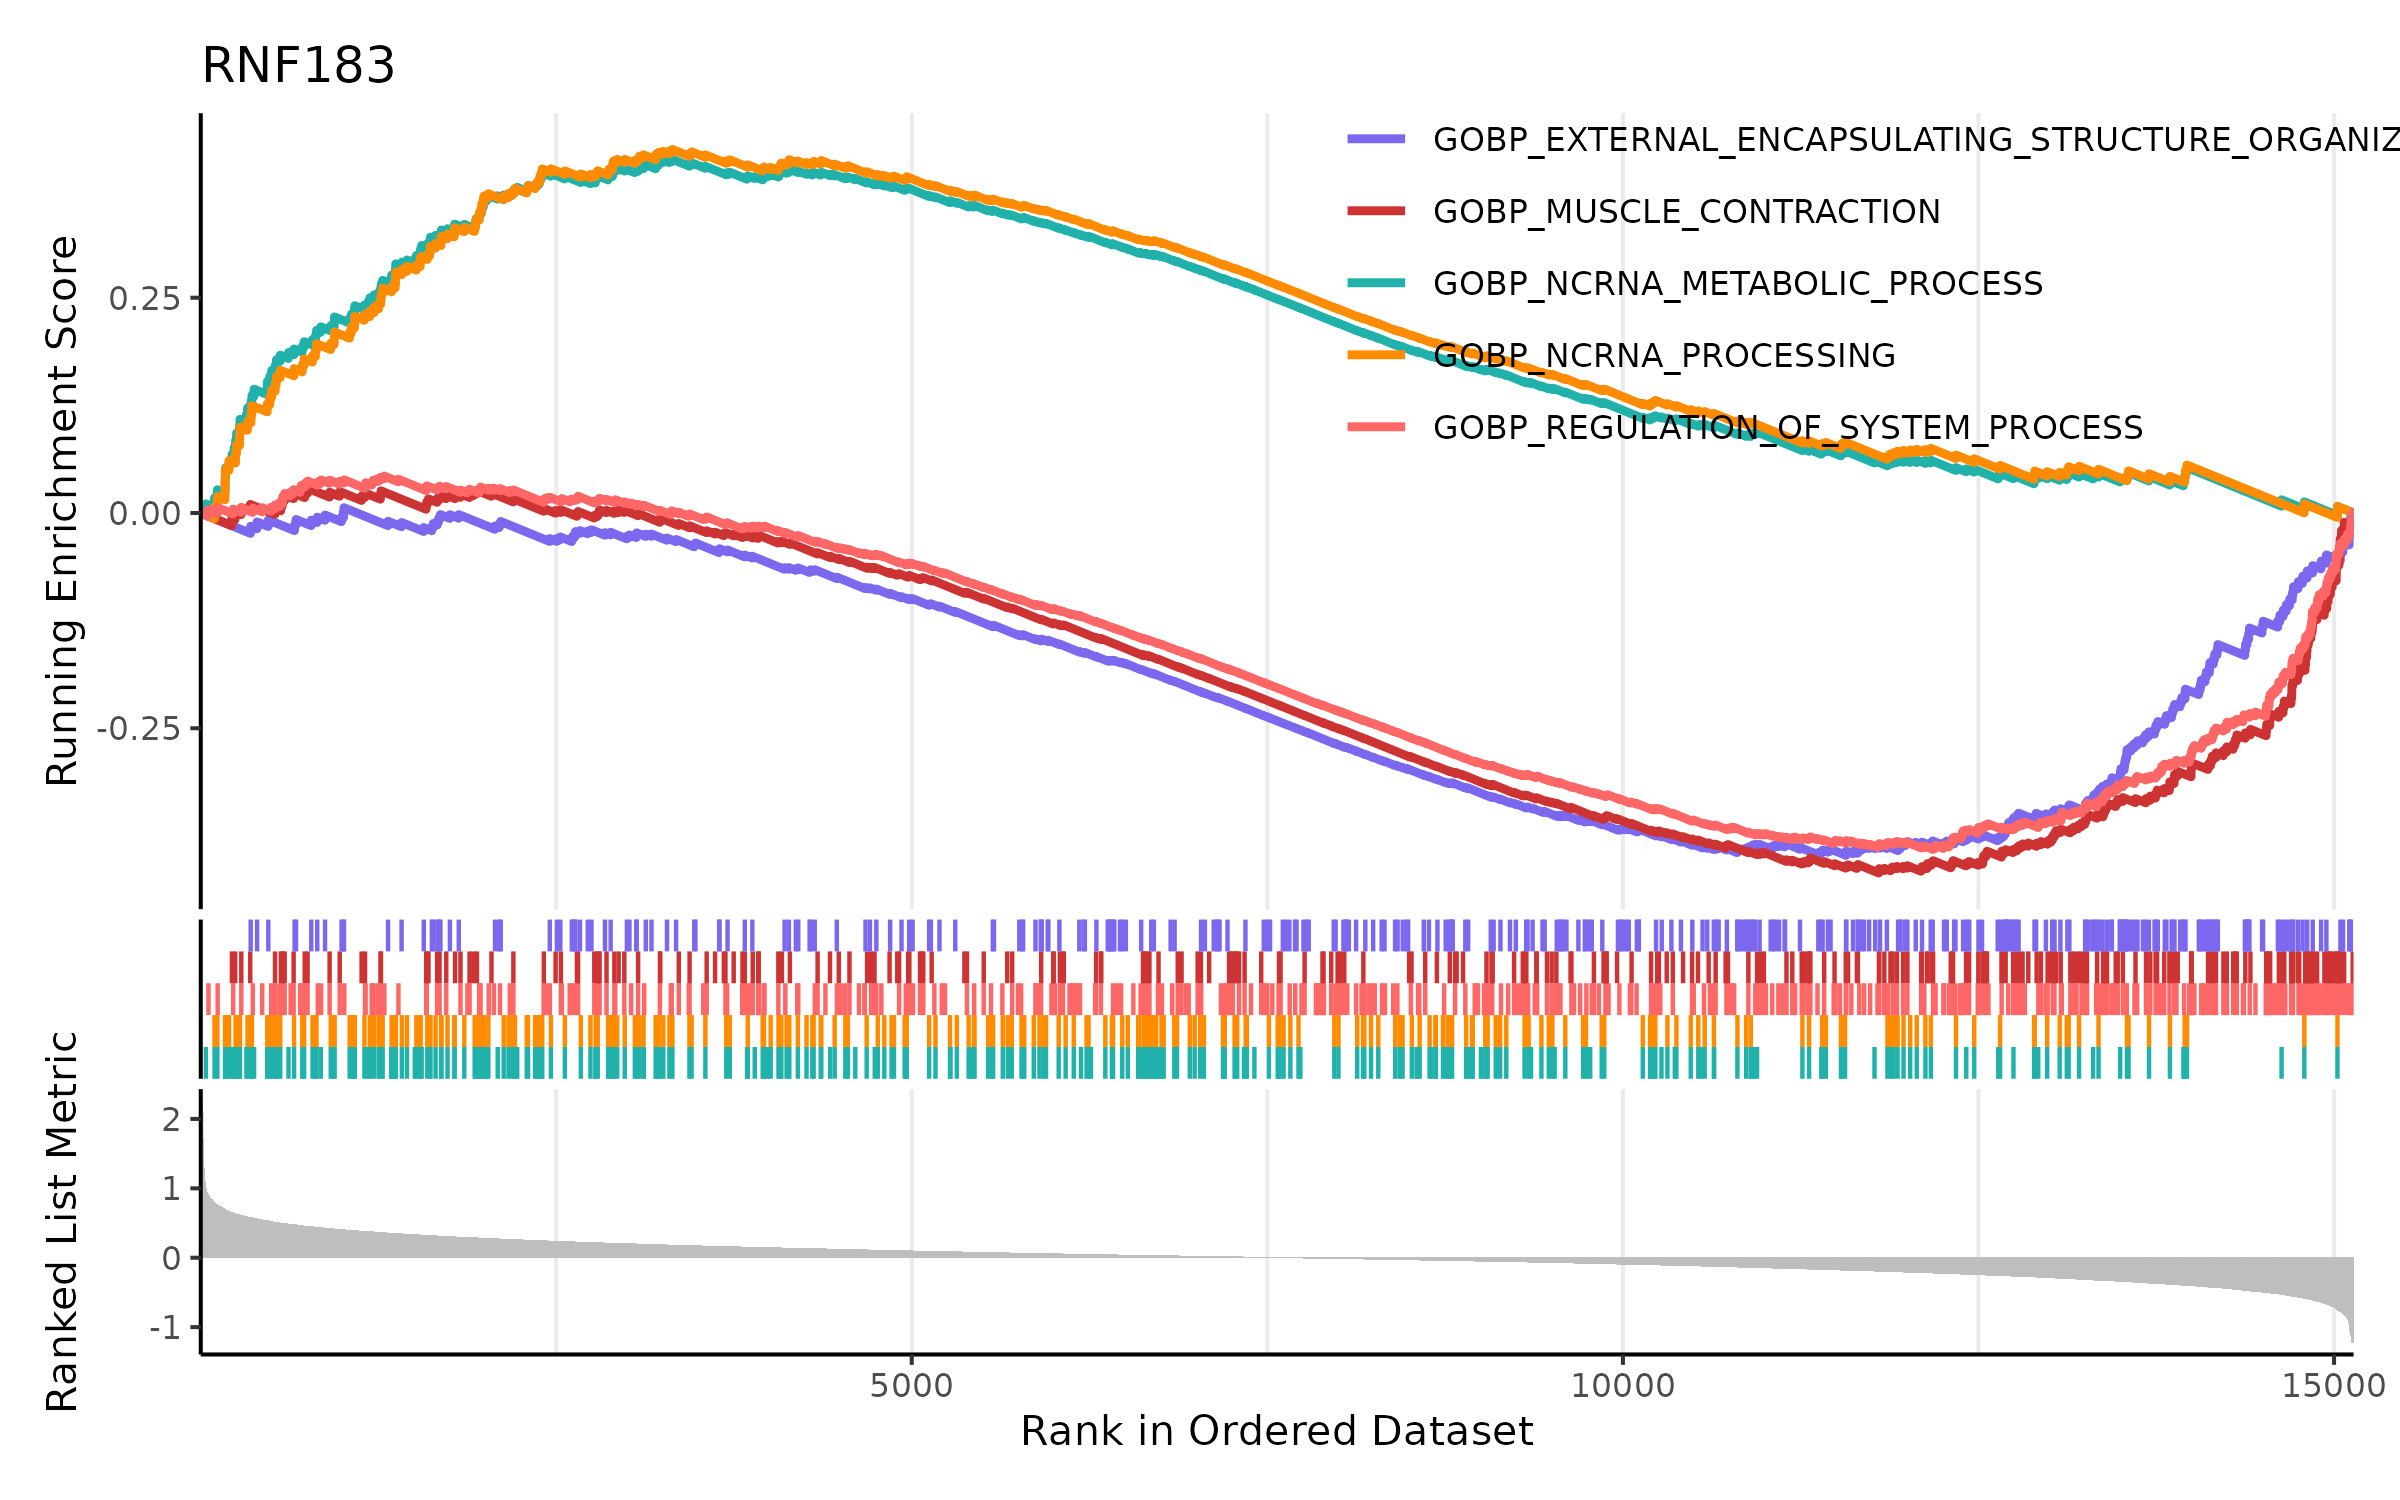 RNF183
Running Enrichment Score
0.25
0.00
-0.25
GOBP_EXTERNAL_ENCAPSULATING_STRUCTURE_ORGANIZ
GOBP_MUSCLE_CONTRACTION
GOBP_NCRNA_METABOLIC_PROCESS
GOBP_NCRNA_PROCESSING
GOBP_REGULATION_OF_SYSTEM_PROCESS
Ranked List Metric
2
1
0
-1
5000
10000
15000
Rank in Ordered Dataset